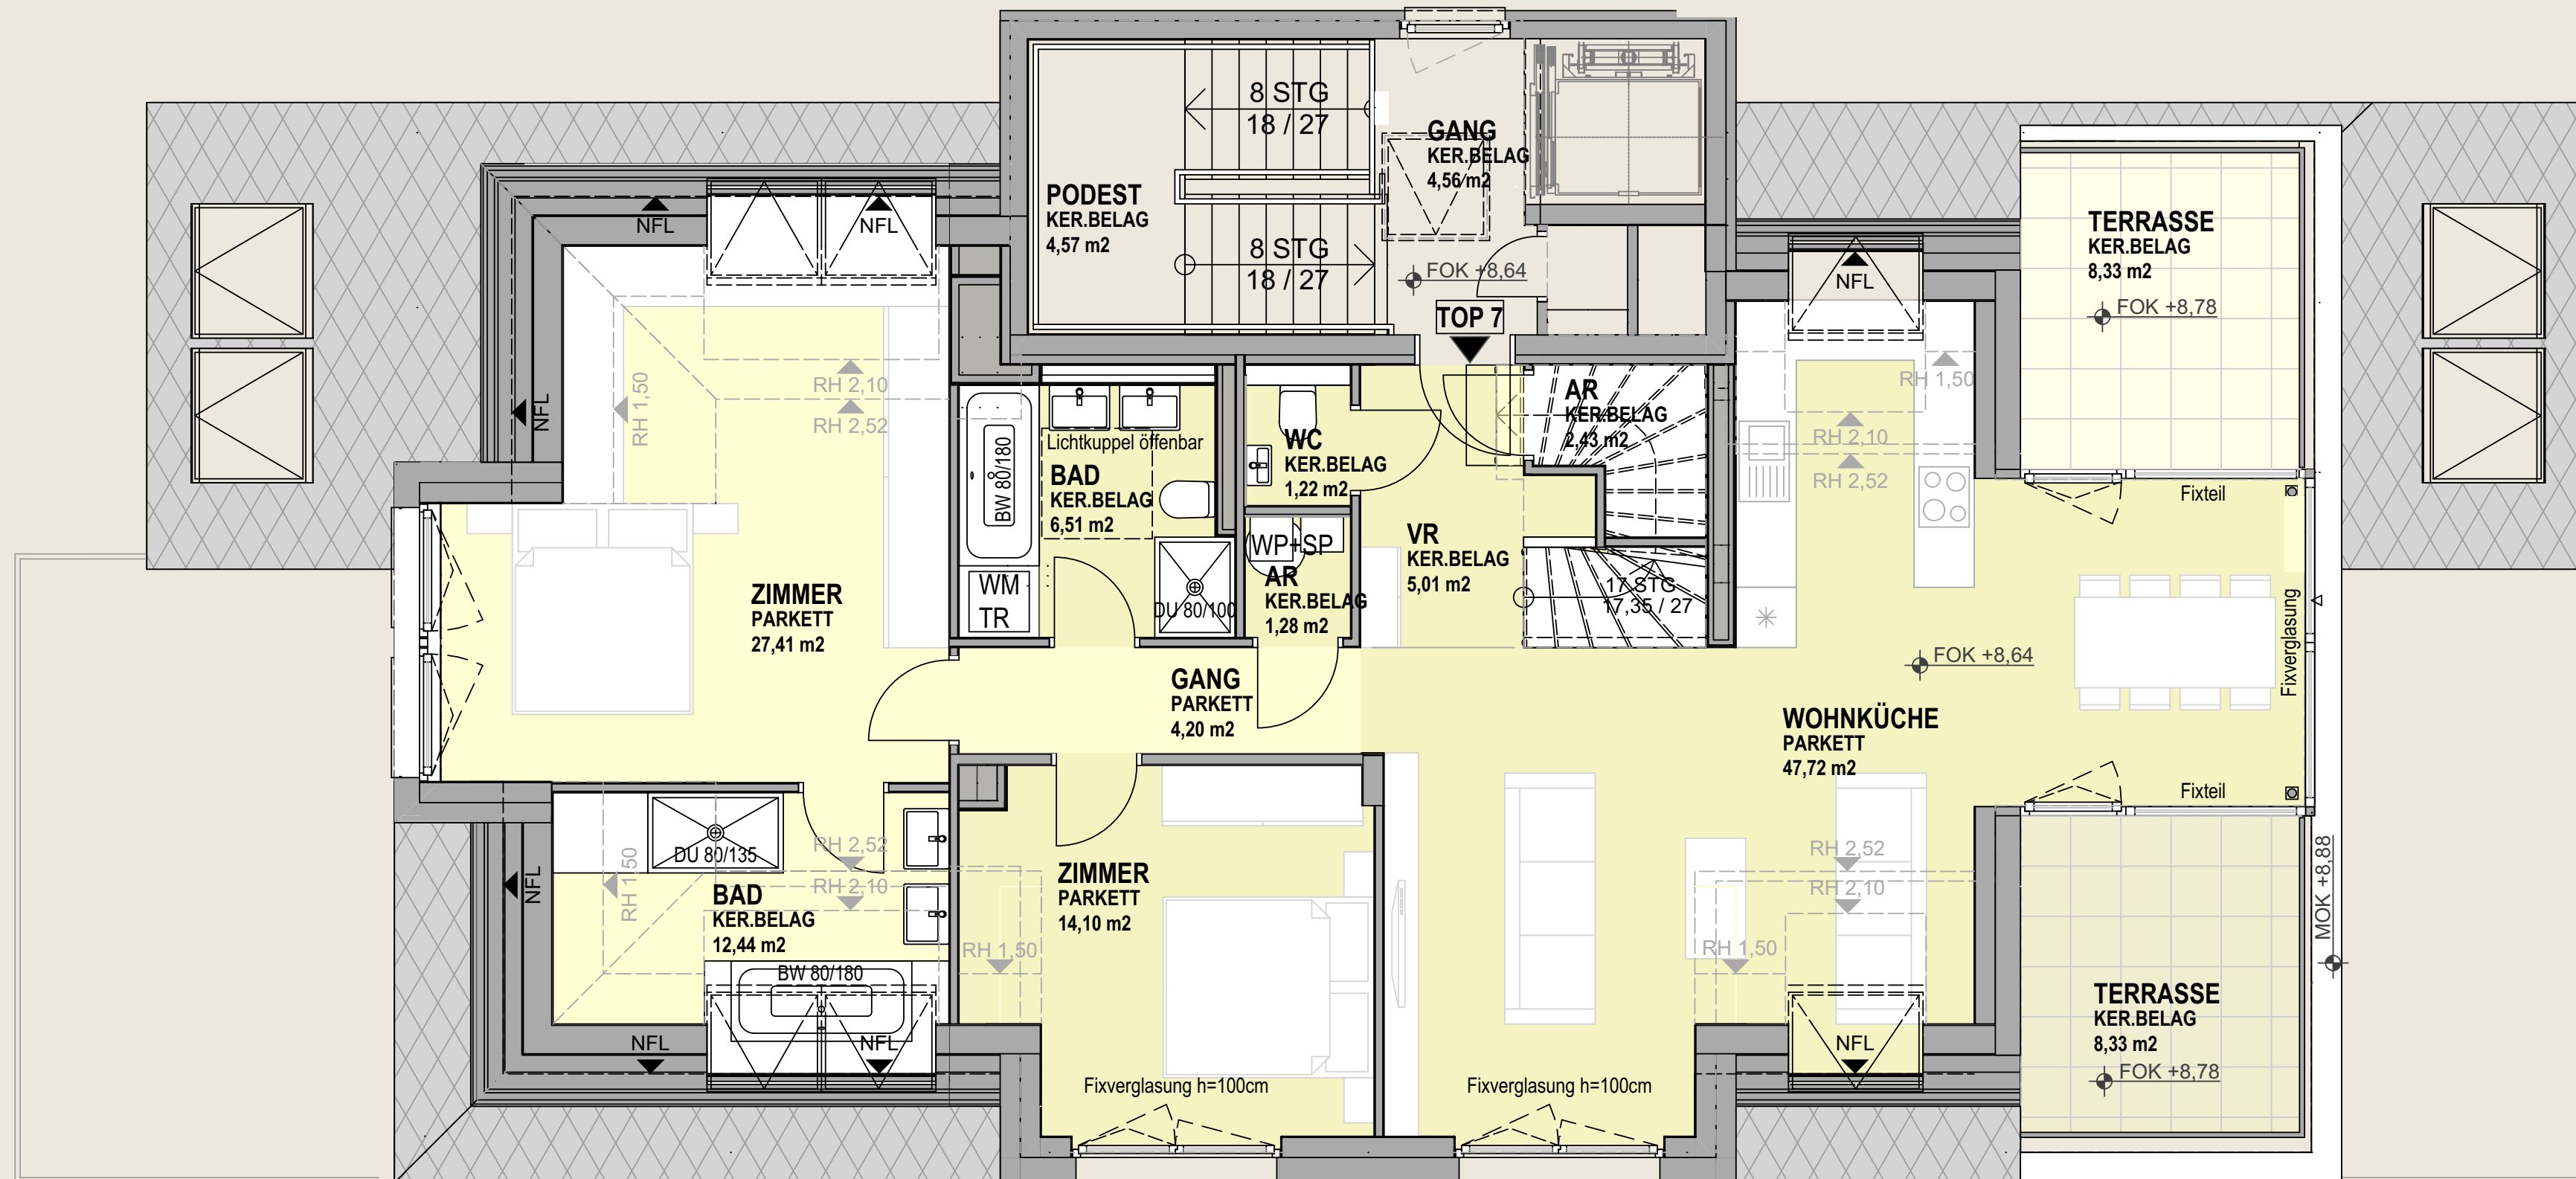 8 STG
18 / 27
GANG
KER.BELAG
4,56 m2
PODEST
KER.BELAG
4,57 m2
8 STG
18 / 27
FOK +8,64
TOP 7
NFL
NFL
NFL
RH 1,50
RH 2,10
RH 2,52
ZIMMER
PARKETT
27,41 m2
BW 80/180
Lichtkuppel öffenbar
BAD
KER.BELAG
6,51 m2
WM
TR
DU 80/100
WC
KER.BELAG
1,22 m2
WP+SP
AR
KER.BELAG
1,28 m2
AR
KER.BELAG
2,43 m2
VR
KER.BELAG
5,01 m2
17 STG
17,35 / 27
NFL
RH 1,50
RH 2,10
RH 2,52
TERRASSE
KER.BELAG
8,33 m2
FOK +8,78
Fixteil
Fixverglasung
FOK +8,64
WOHNKÜCHE
PARKETT
47,72 m2
Fixteil
GANG
PARKETT
4,20 m2
DU 80/135
RH 2,52
RH 2,10
RH 1,50
NFL
BAD
KER.BELAG
12,44 m2
BW 80/180
NFL
NFL
ZIMMER
PARKETT
14,10 m2
RH 1,50
Fixverglasung h=100cm
Fixverglasung h=100cm
RH 2,52
RH 2,10
RH 1,50
NFL
MOK +8,88
TERRASSE
KER.BELAG
8,33 m2
FOK +8,78